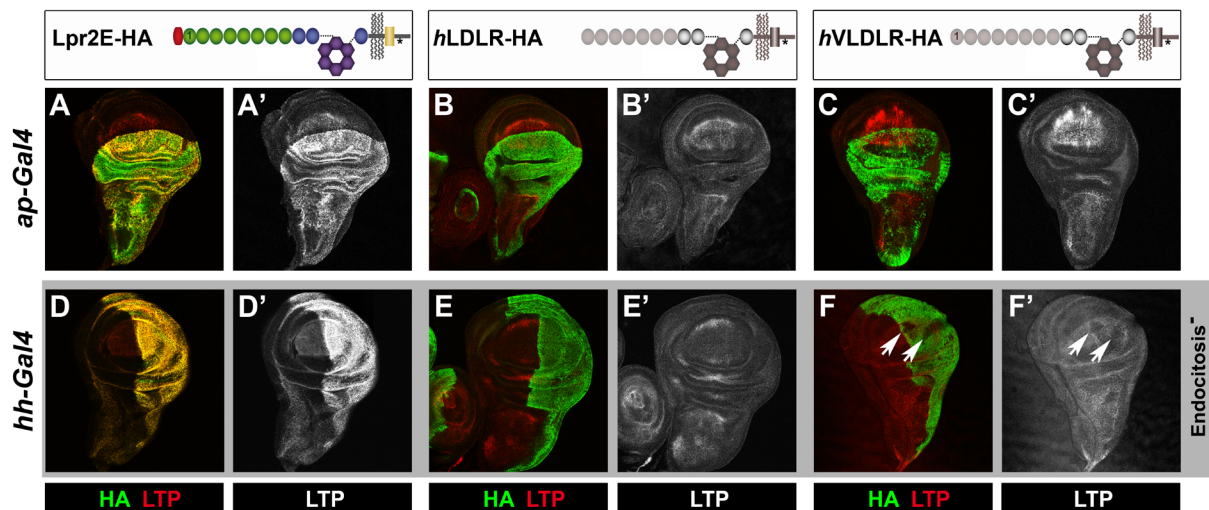 Lpr2E-HA 1 *
hLDLR-HA *
hVLDLR-HA 1 *
ap-Gal4
A A' B B' C C'
hh-Gal4
D D' E E' F F'
Endocitosis-
HA LTP LTP HA LTP LTP HA LTP LTP